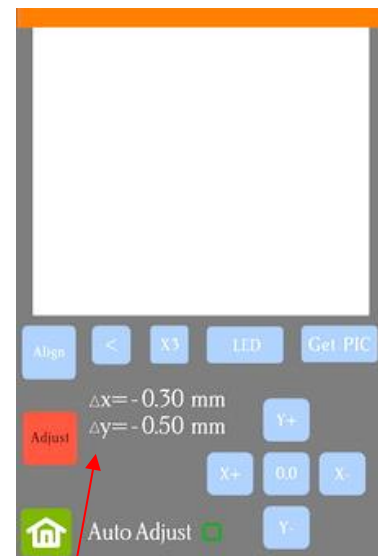 Align < X3 LED Get PIC
△x=-0.30 mm
△y=-0.50 mm
Adjust
Y+
X+ 0.0 X-
Auto Adjust
Y-